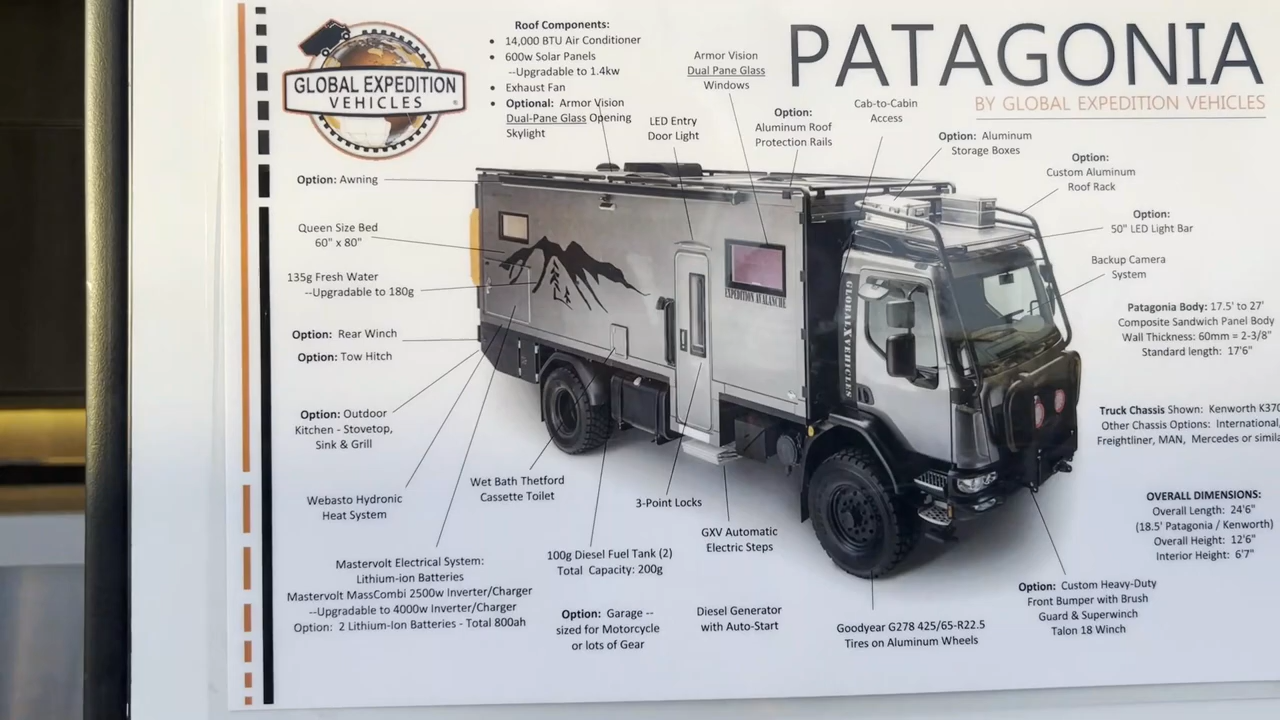 GLOBAL EXPEDITION
VEHICLES
®
Roof Components:
• 14,000 BTU Air Conditioner
• 600w Solar Panels
--Upgradable to 1.4kw
• Exhaust Fan
• Optional: Armor Vision
Dual-Pane Glass Opening
Skylight
Armor Vision
Dual Pane Glass
Windows
PATAGONIA
BY GLOBAL EXPEDITION VEHICLES
LED Entry
Door Light
Option:
Aluminum Roof
Protection Rails
Cab-to-Cabin
Access
Option: Aluminum
Storage Boxes
Option:
Custom Aluminum
Roof Rack
Option:
50" LED Light Bar
Backup Camera
System
Option: Awning
Queen Size Bed
60" x 80"
135g Fresh Water
--Upgradable to 180g
Option: Rear Winch
Option: Tow Hitch
Option: Outdoor
Kitchen - Stovetop,
Sink & Grill
Webasto Hydronic
Heat System
EXPEDITION AVALANCHE
GLOBALXVEHICLES
Patagonia Body: 17.5' to 27'
Composite Sandwich Panel Body
Wall Thickness: 60mm = 2-3/8"
Standard length: 17'6"
Truck Chassis Shown: Kenworth K370
Other Chassis Options: International,
Freightliner, MAN, Mercedes or simila
OVERALL DIMENSIONS:
Overall Length: 24'6"
(18.5' Patagonia / Kenworth)
Overall Height: 12'6"
Interior Height: 6'7"
Wet Bath Thetford
Cassette Toilet
3-Point Locks
GXV Automatic
Electric Steps
Mastervolt Electrical System:
Lithium-ion Batteries
Mastervolt MassCombi 2500w Inverter/Charger
--Upgradable to 4000w Inverter/Charger
Option: 2 Lithium-Ion Batteries - Total 800ah
100g Diesel Fuel Tank (2)
Total Capacity: 200g
Option: Garage --
sized for Motorcycle
or lots of Gear
Diesel Generator
with Auto-Start
Goodyear G278 425/65-R22.5
Tires on Aluminum Wheels
Option: Custom Heavy-Duty
Front Bumper with Brush
Guard & Superwinch
Talon 18 Winch